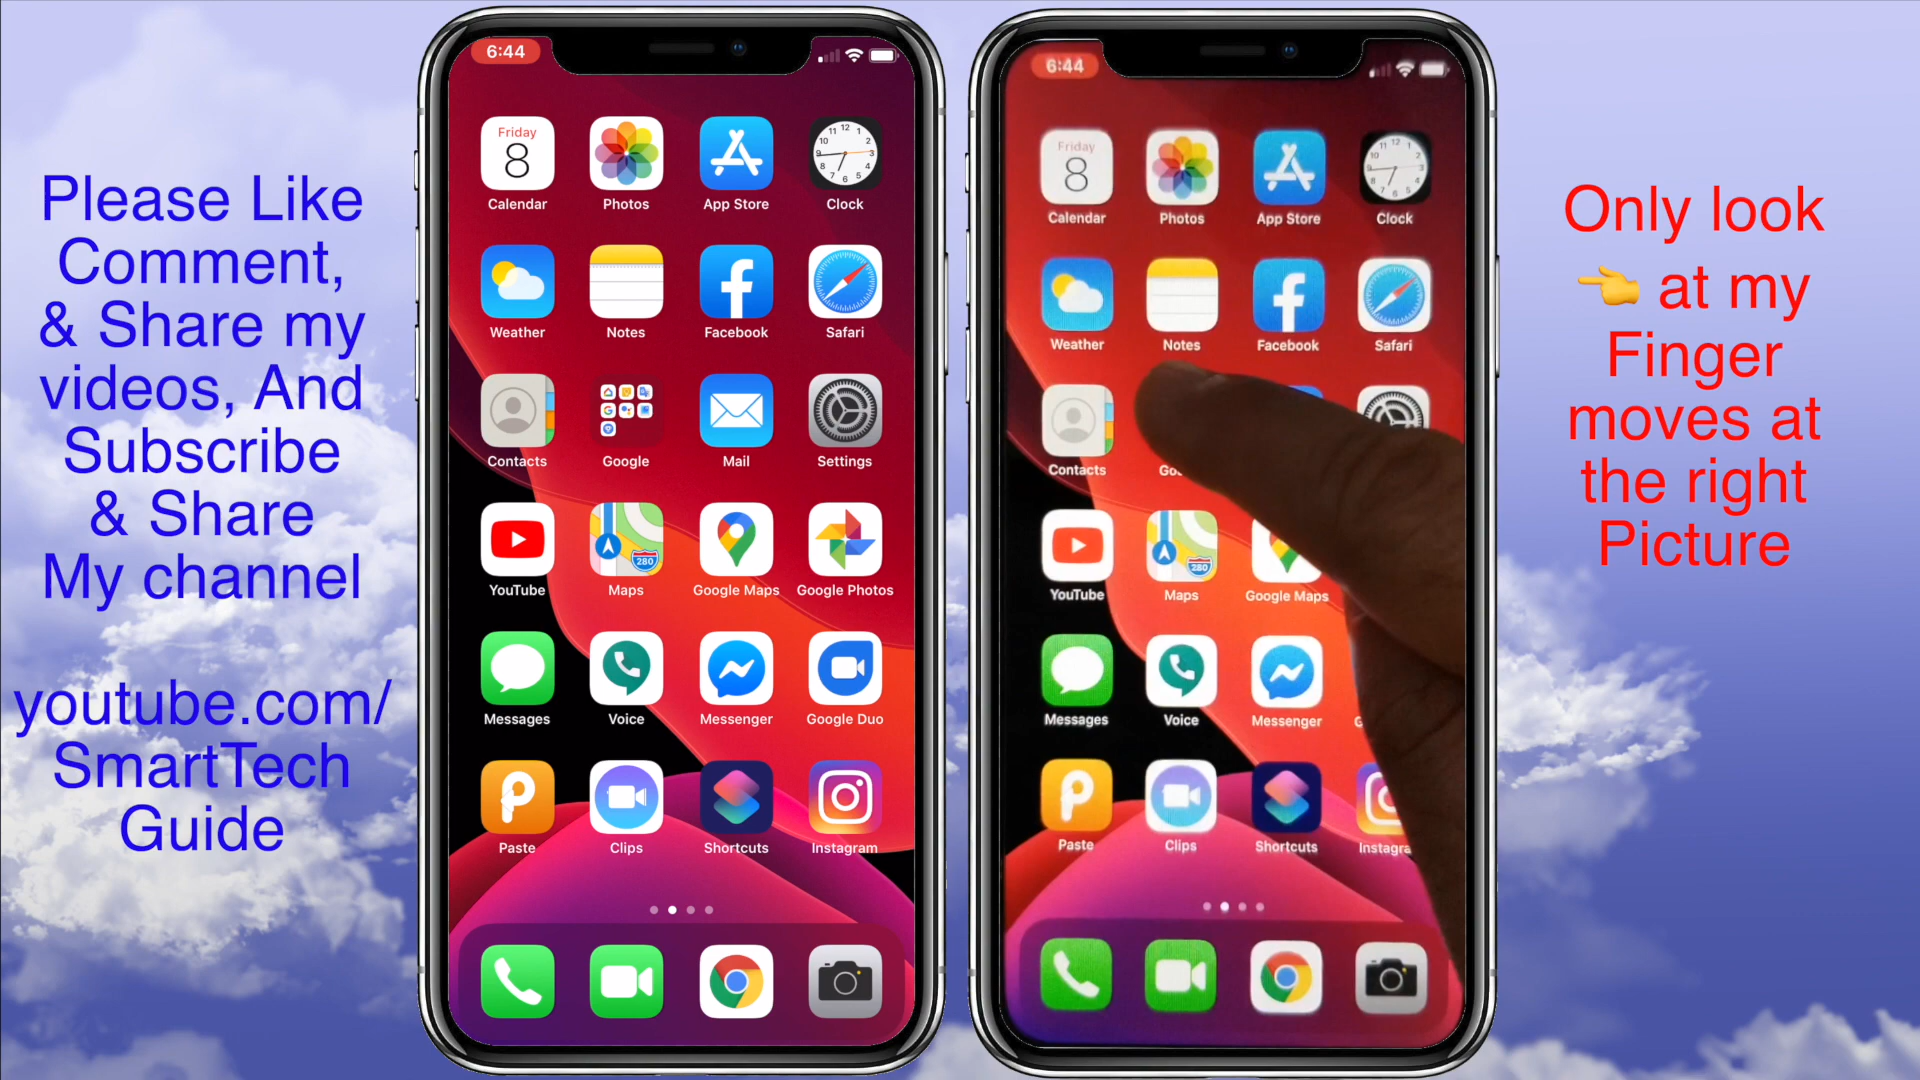 Please Like
Comment,
& Share my
videos, And
Subscribe
& Share
My channel
youtube.com/
SmartTech
Guide
6:44
Friday
8
Calendar
Photos
App Store
Clock
Weather
Notes
Facebook
Safari
Contacts
Google
Mail
Settings
YouTube
280
Maps
Google Maps
Google Photos
Messages
Voice
Messenger
Google Duo
Paste
Clips
Shortcuts
Instagram
6:44
Friday
8
Calendar
Photos
App Store
Clock
Weather
Notes
Facebook
Safari
Contacts
Go
YouTube
280
Maps
Google Maps
Messages
Voice
Messenger
G
Paste
Clips
Shortcuts
Instagra
Only look
at my
Finger
moves at
the right
Picture